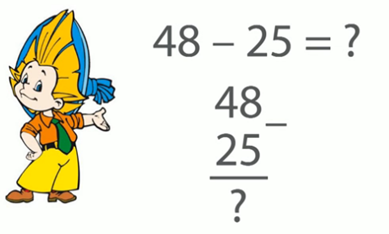 48 – 25 = ?
48
–
25
?